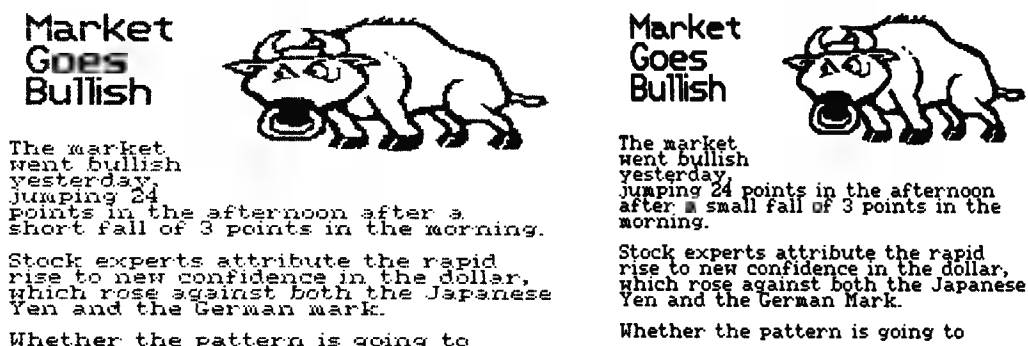 Market
Goes
Bullish
The market
went bullish
yesterday,
jumping 24
points in the afternoon after a
short fall of 3 points in the morning.
Stock experts attribute the rapid
rise to new confidence in the dollar,
which rose against both the Japanese
Yen and the German mark.
Whether the pattern is going to
Market
Goes
Bullish
The market
went bullish
yesterday,
jumping 24 points in the afternoon
after a small fall of 3 points in the
morning.
Stock experts attribute the rapid
rise to new confidence in the dollar,
which rose against both the Japanese
Yen and the German Mark.
Whether the pattern is going to